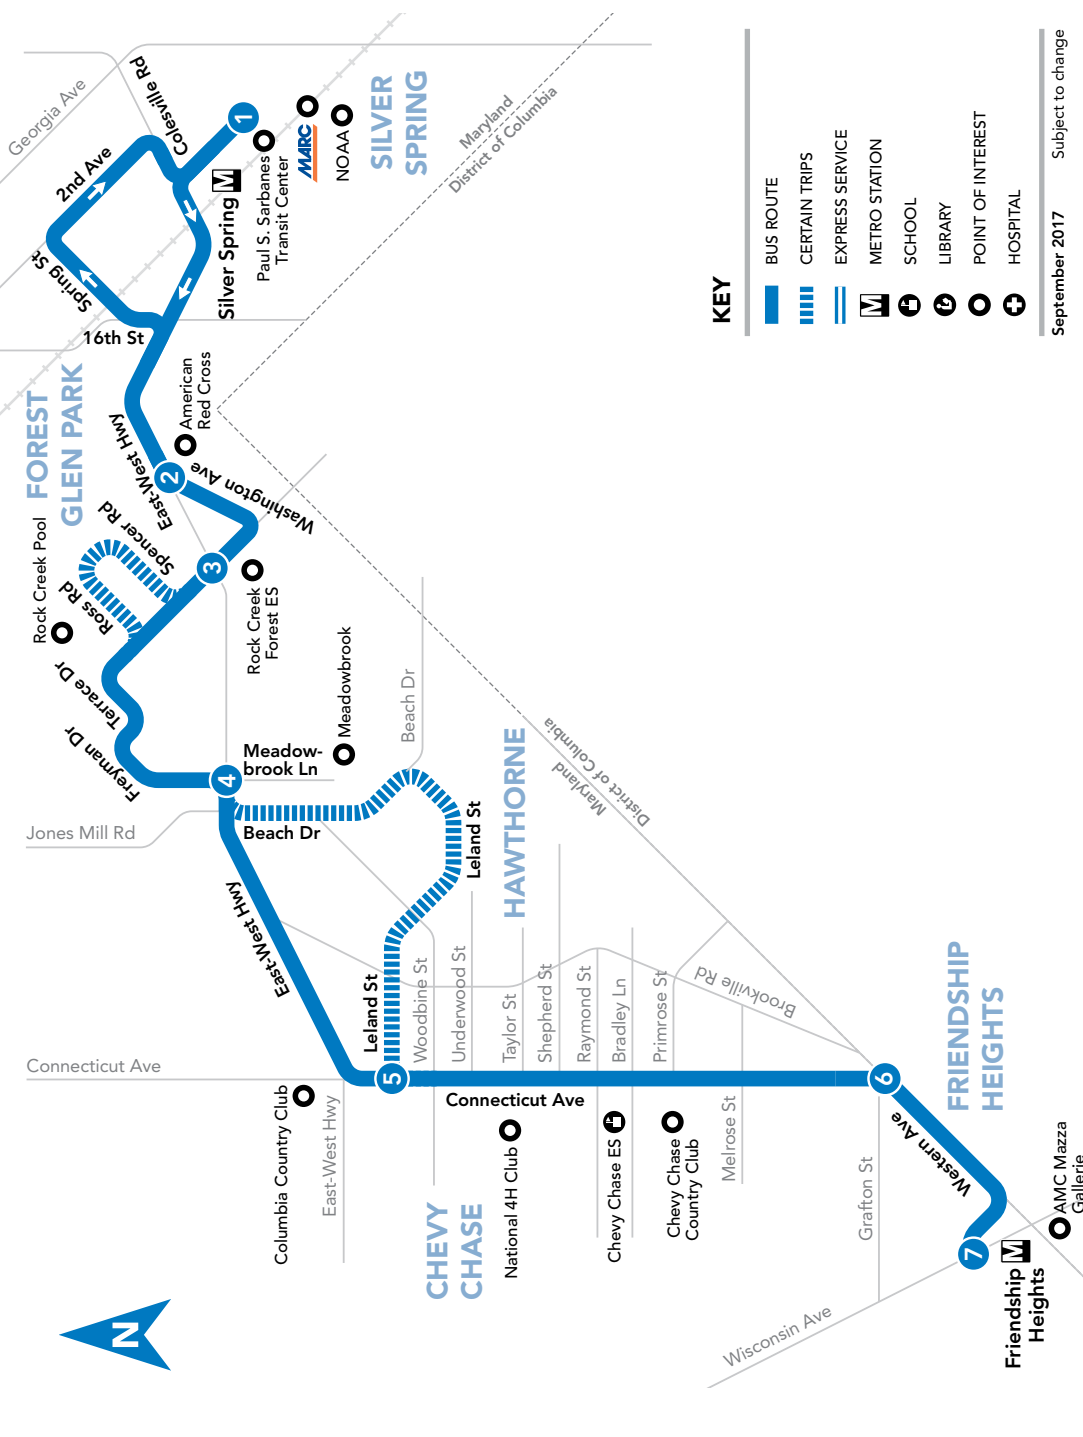 Georgia Ave
Colesville Rd
2nd Ave
Spring St
16th St
1
Silver Spring M
Paul S. Sarbanes
Transit Center
MARC
NOAA
SILVER
SPRING
Maryland
District of Columbia
FOREST
GLEN PARK
East-West Hwy
American
Red Cross
2
Washington Ave
Rock Creek Pool
Spencer Rd
Ross Rd
3
Rock Creek
Forest ES
Terrace Dr
Freyman Dr
Meadowbrook
Beach Dr
4
Meadow-
brook Ln
Jones Mill Rd
Beach Dr
Leland St
HAWTHORNE
District of Columbia
Maryland
East-West Hwy
Leland St
Woodbine St
Underwood St
Taylor St
Shepherd St
Raymond St
Bradley Ln
Primrose St
Brookville Rd
Connecticut Ave
5
6
FRIENDSHIP
HEIGHTS
Columbia Country Club
East-West Hwy
Connecticut Ave
National 4H Club
Chevy Chase ES
Chevy Chase
Country Club
Melrose St
Grafton St
Western Ave
CHEVY
CHASE
AMC Mazza
Gallerie
7
Friendship M
Heights
Wisconsin Ave
N
KEY
BUS ROUTE
CERTAIN TRIPS
EXPRESS SERVICE
M METRO STATION
SCHOOL
LIBRARY
POINT OF INTEREST
HOSPITAL
September 2017 Subject to change